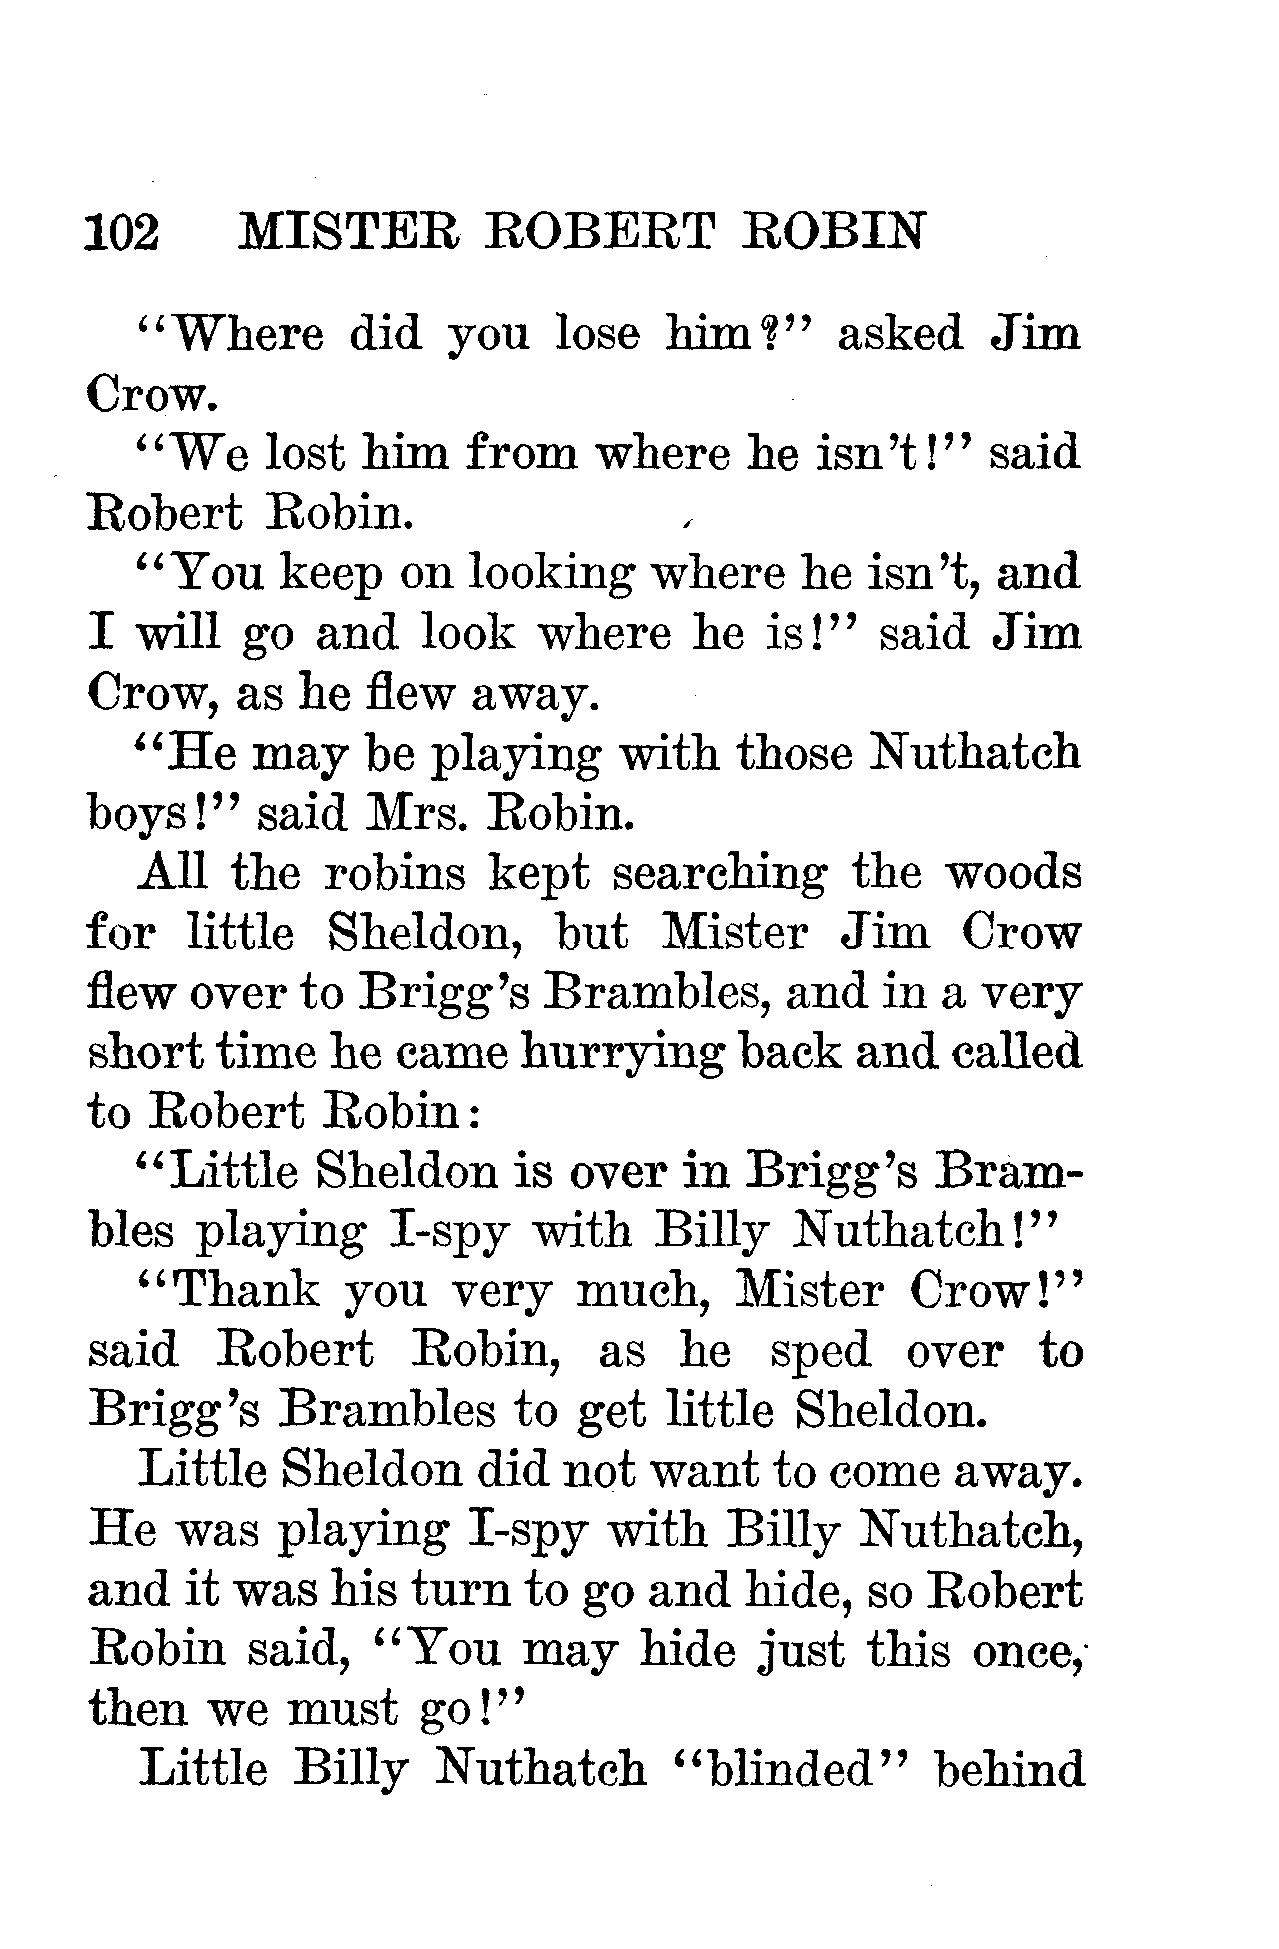 102 MISTER ROBERT ROBIN
"Where did you lose him?" asked Jim
Crow.
"We lost him from where he isn't!" said
Robert Robin.
"You keep on looking where he isn't, and
I will go and look where he is!" said Jim
Crow, as he flew away.
"He may be playing with those Nuthatch
boys!" said Mrs. Robin.
All the robins kept searching the woods
for little Sheldon, but Mister Jim Crow
flew over to Brigg's Brambles, and in a very
short time he came hurrying back and called
to Robert Robin:
"Little Sheldon is over in Brigg's Bram-
bles playing I-spy with Billy Nuthatch!"
"Thank you very much, Mister Crow!"
said Robert Robin, as he sped over to
Brigg's Brambles to get little Sheldon.
Little Sheldon did not want to come away.
He was playing I-spy with Billy Nuthatch,
and it was his turn to go and hide, so Robert
Robin said, "You may hide just this once,
then we must go!"
Little Billy Nuthatch "blinded" behind